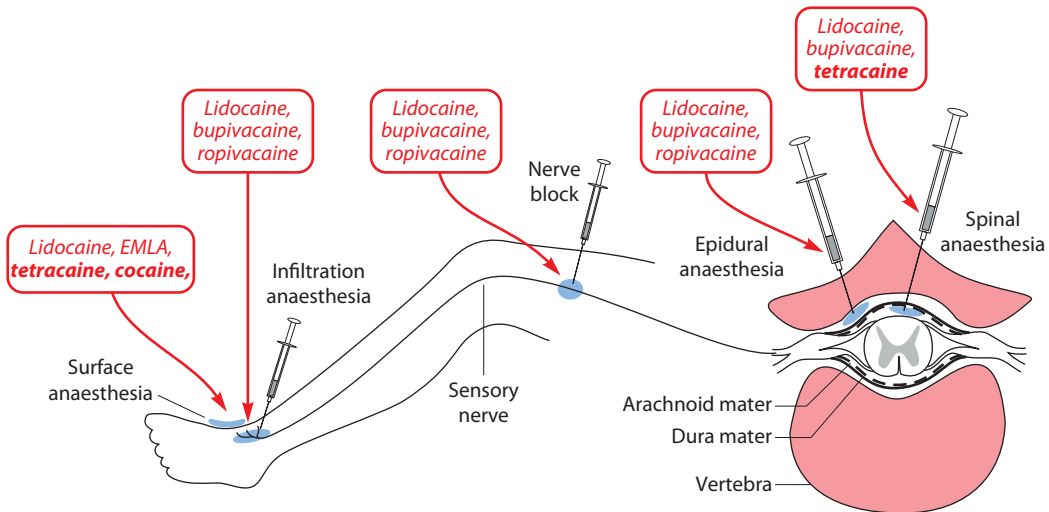 Lidocaine,
bupivacaine,
tetracaine
Lidocaine,
bupivacaine,
ropivacaine
Lidocaine,
bupivacaine,
ropivacaine
Lidocaine,
bupivacaine,
ropivacaine
Nerve
block
Lidocaine, EMLA,
tetracaine, cocaine,
Infiltration
anaesthesia
Epidural
anaesthesia
Spinal
anaesthesia
Surface
anaesthesia
Sensory
nerve
Arachnoid mater
Dura mater
Vertebra